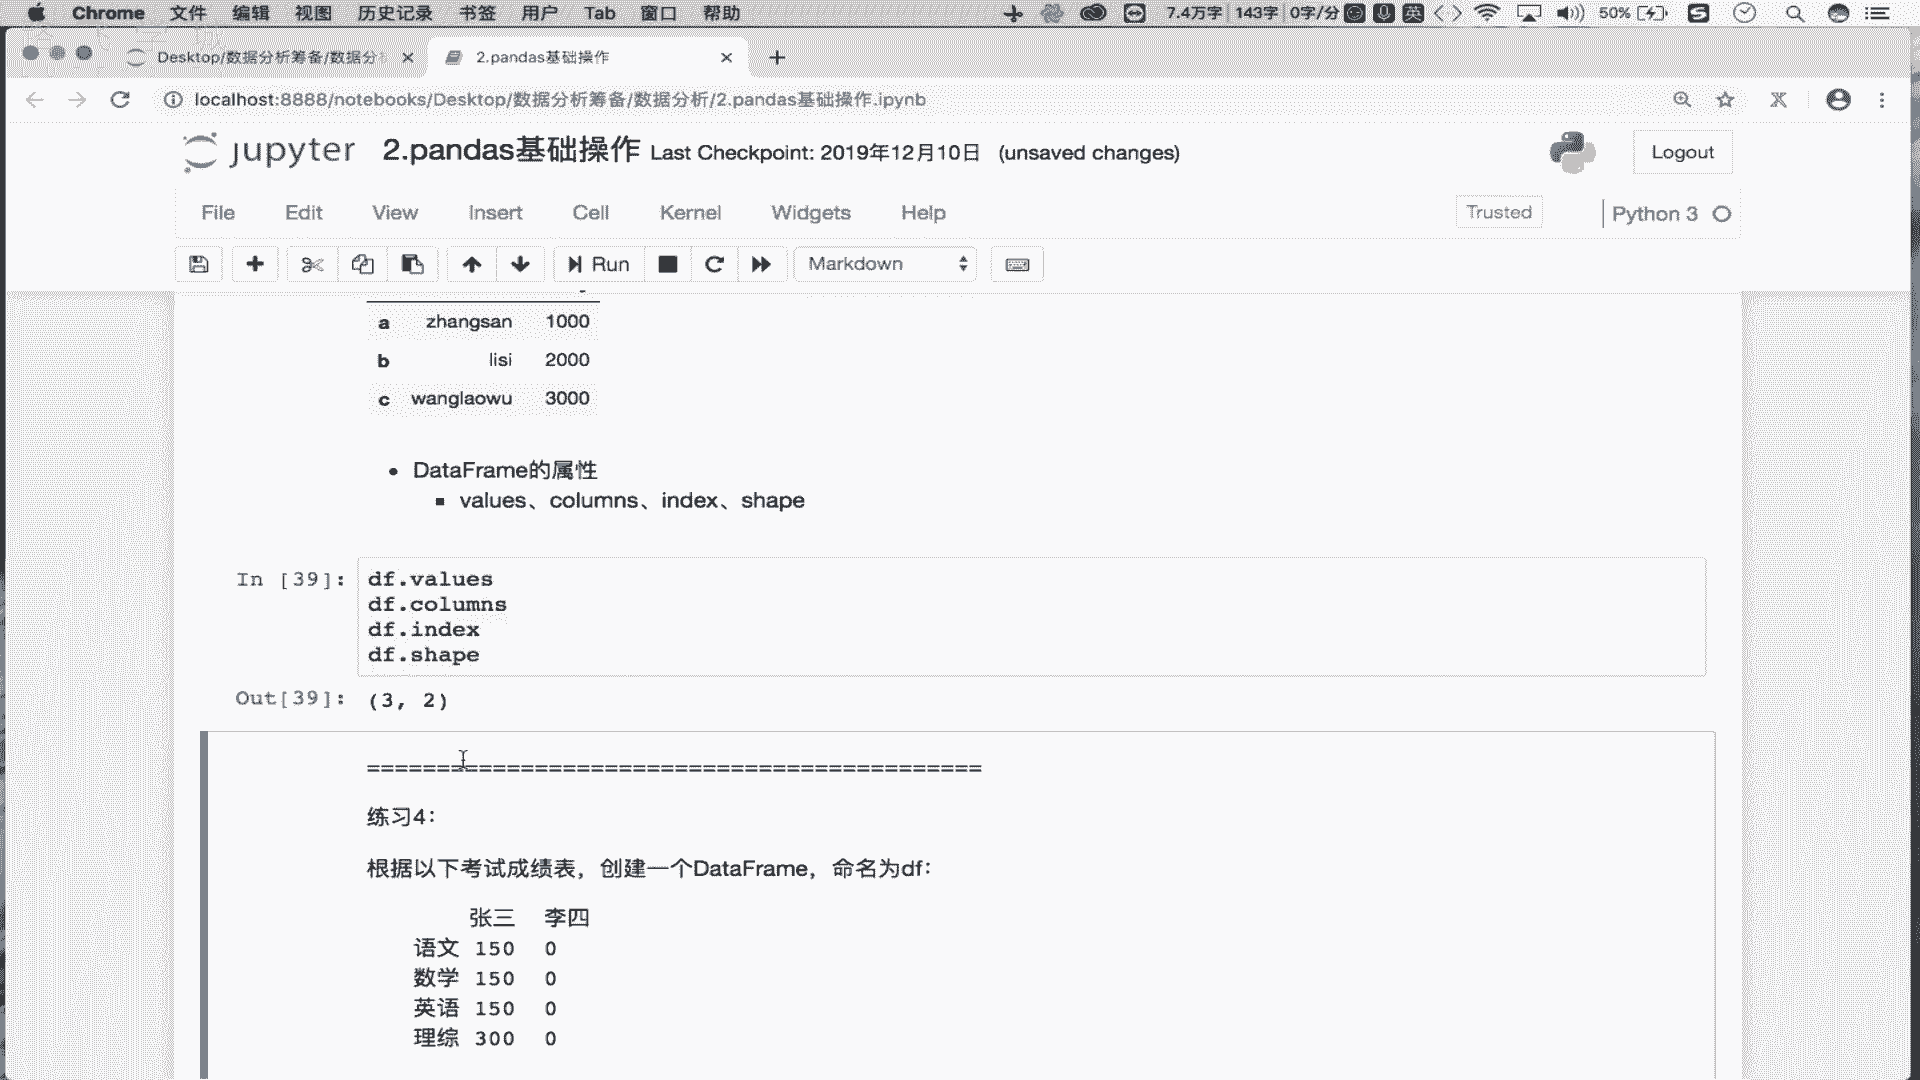 Chrome 文件 编辑 视图 历史记录 书签 用户 Tab 窗口 帮助 7.4万字 143字 0字/分 英 50%
Desktop/数据分析筹备/数据分 2.pandas基础操作
localhost:8888/notebooks/Desktop/数据分析筹备/数据分析/2.pandas基础操作.ipynb
jupyter 2.pandas基础操作 Last Checkpoint: 2019年12月10日 (unsaved changes) Logout
File Edit View Insert Cell Kernel Widgets Help Trusted Python 3
Run Markdown
a zhangsan 1000
b lisi 2000
c wanglaowu 3000
• DataFrame的属性
▪ values、columns、index、shape
In [39]: df.values
df.columns
df.index
df.shape
Out[39]: (3, 2)
============================================
练习4：
根据以下考试成绩表，创建一个DataFrame，命名为df：
张三 李四
语文 150 0
数学 150 0
英语 150 0
理综 300 0